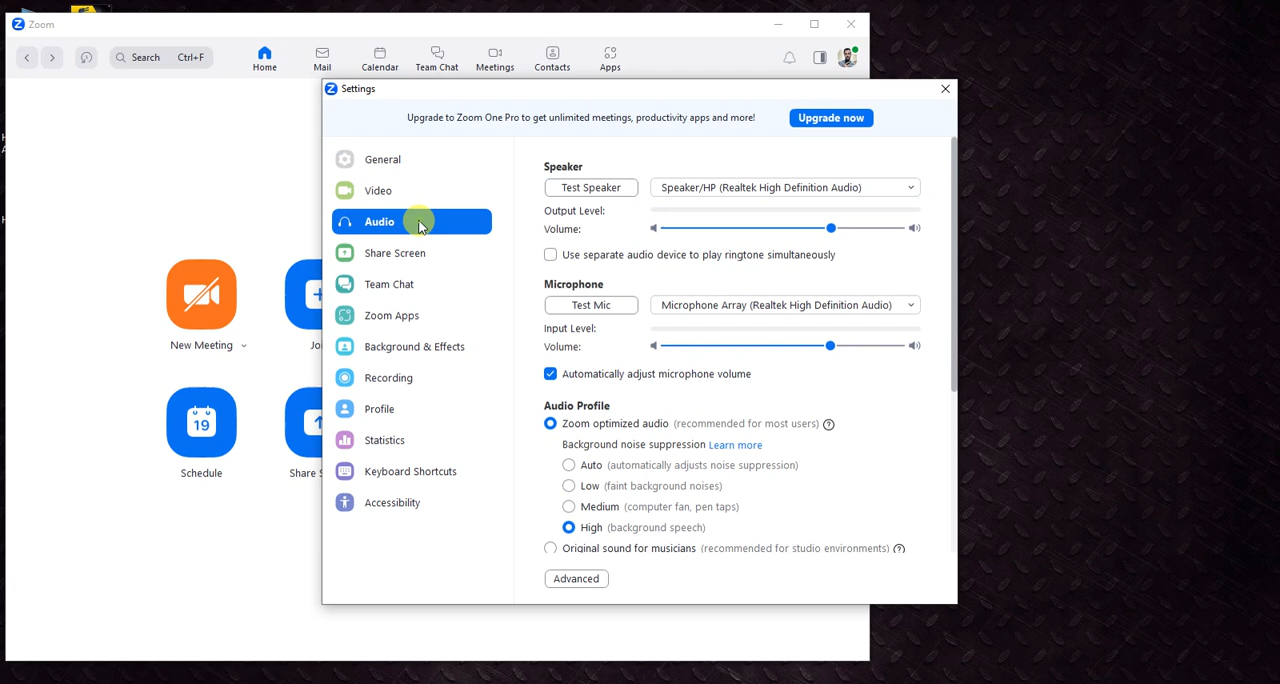 Zoom
Search Ctrl+F
Home
Mail
Calendar
Team Chat
Meetings
Contacts
Apps
Settings
Upgrade to Zoom One Pro to get unlimited meetings, productivity apps and more!
Upgrade now
General
Video
Audio
Share Screen
Team Chat
Zoom Apps
Background & Effects
Recording
Profile
Statistics
Keyboard Shortcuts
Accessibility
Speaker
Test Speaker
Speaker/HP (Realtek High Definition Audio)
Output Level:
Volume:
Use separate audio device to play ringtone simultaneously
Microphone
Test Mic
Microphone Array (Realtek High Definition Audio)
Input Level:
Volume:
Automatically adjust microphone volume
Audio Profile
Zoom optimized audio (recommended for most users)
Background noise suppression Learn more
Auto (automatically adjusts noise suppression)
Low (faint background noises)
Medium (computer fan, pen taps)
High (background speech)
Original sound for musicians (recommended for studio environments)
Advanced
New Meeting
19
Schedule
Share